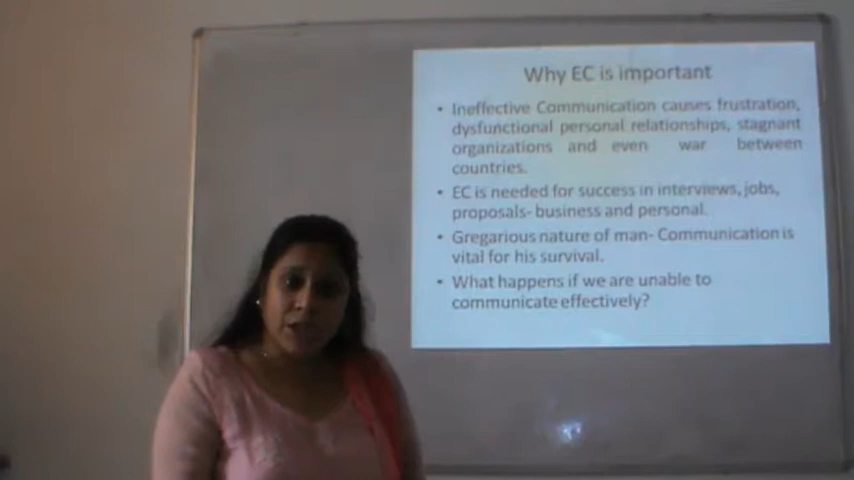 Why EC is important
• Ineffective Communication causes frustration,
dysfunctional personal relationships, stagnant
organizations and even war between
countries.
• EC is needed for success in interviews, jobs,
proposals- business and personal.
• Gregarious nature of man- Communication is
vital for his survival.
• What happens if we are unable to
communicate effectively?